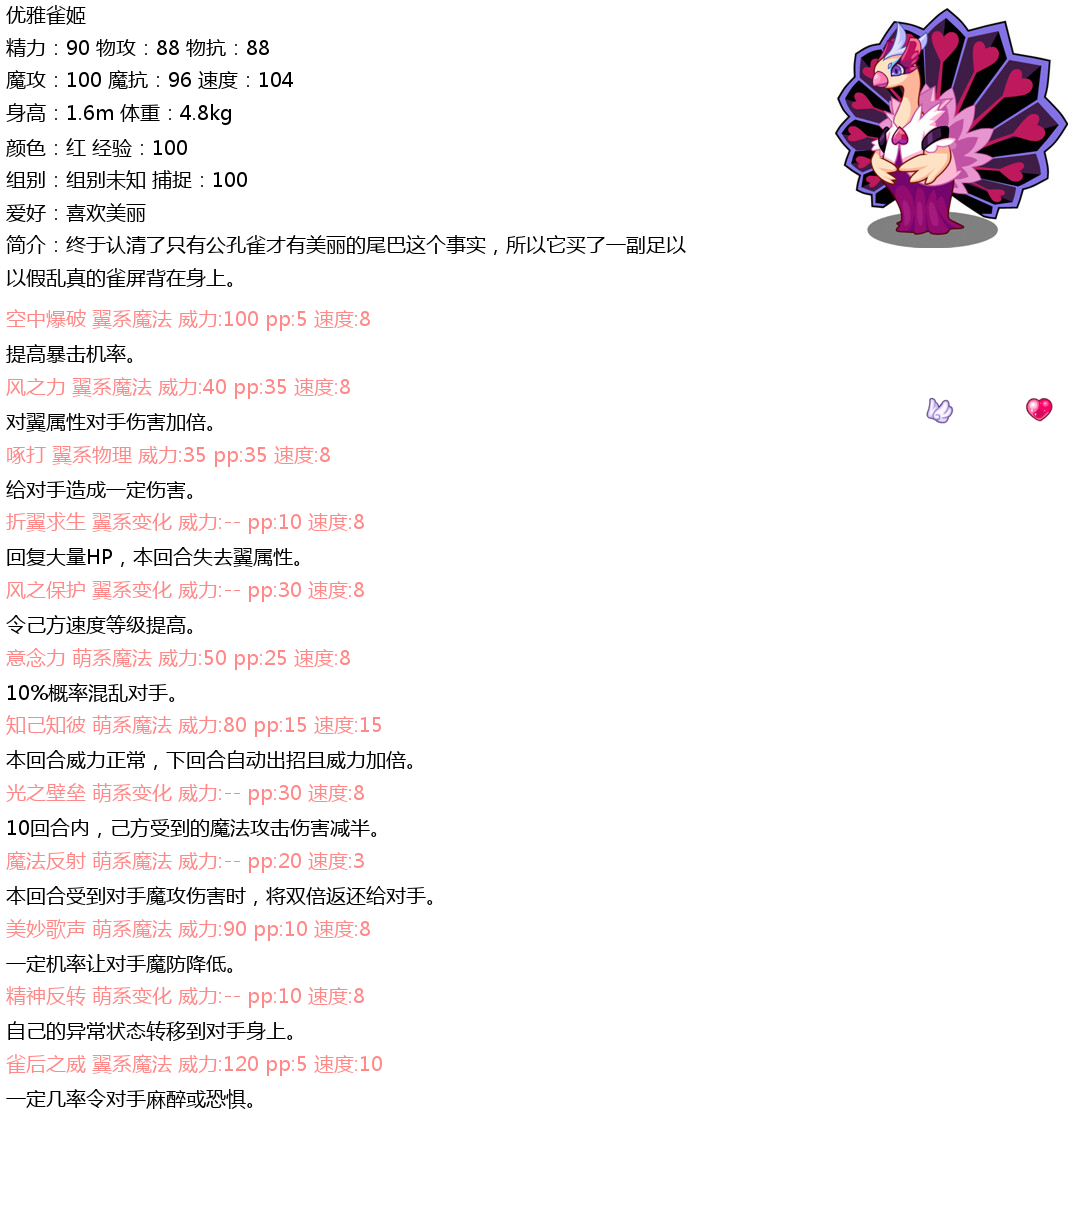 优雅雀姬
精力：90 物攻：88 物抗：88
魔攻：100 魔抗：96 速度：104
身高：1.6m 体重：4.8kg
颜色：红 经验：100
组别：组别未知 捕捉：100
爱好：喜欢美丽
简介：终于认清了只有公孔雀才有美丽的尾巴这个事实，所以它买了一副足以
以假乱真的雀屏背在身上。
空中爆破 翼系魔法 威力:100 pp:5 速度:8
提高暴击机率。
风之力 翼系魔法 威力:40 pp:35 速度:8
对翼属性对手伤害加倍。
啄打 翼系物理 威力:35 pp:35 速度:8
给对手造成一定伤害。
折翼求生 翼系变化 威力:-- pp:10 速度:8
回复大量HP，本回合失去翼属性。
风之保护 翼系变化 威力:-- pp:30 速度:8
令己方速度等级提高。
意念力 萌系魔法 威力:50 pp:25 速度:8
10%概率混乱对手。
知己知彼 萌系魔法 威力:80 pp:15 速度:15
本回合威力正常，下回合自动出招且威力加倍。
光之壁垒 萌系变化 威力:-- pp:30 速度:8
10回合内，己方受到的魔法攻击伤害减半。
魔法反射 萌系魔法 威力:-- pp:20 速度:3
本回合受到对手魔攻伤害时，将双倍返还给对手。
美妙歌声 萌系魔法 威力:90 pp:10 速度:8
一定机率让对手魔防降低。
精神反转 萌系变化 威力:-- pp:10 速度:8
自己的异常状态转移到对手身上。
雀后之威 翼系魔法 威力:120 pp:5 速度:10
一定几率令对手麻醉或恐惧。